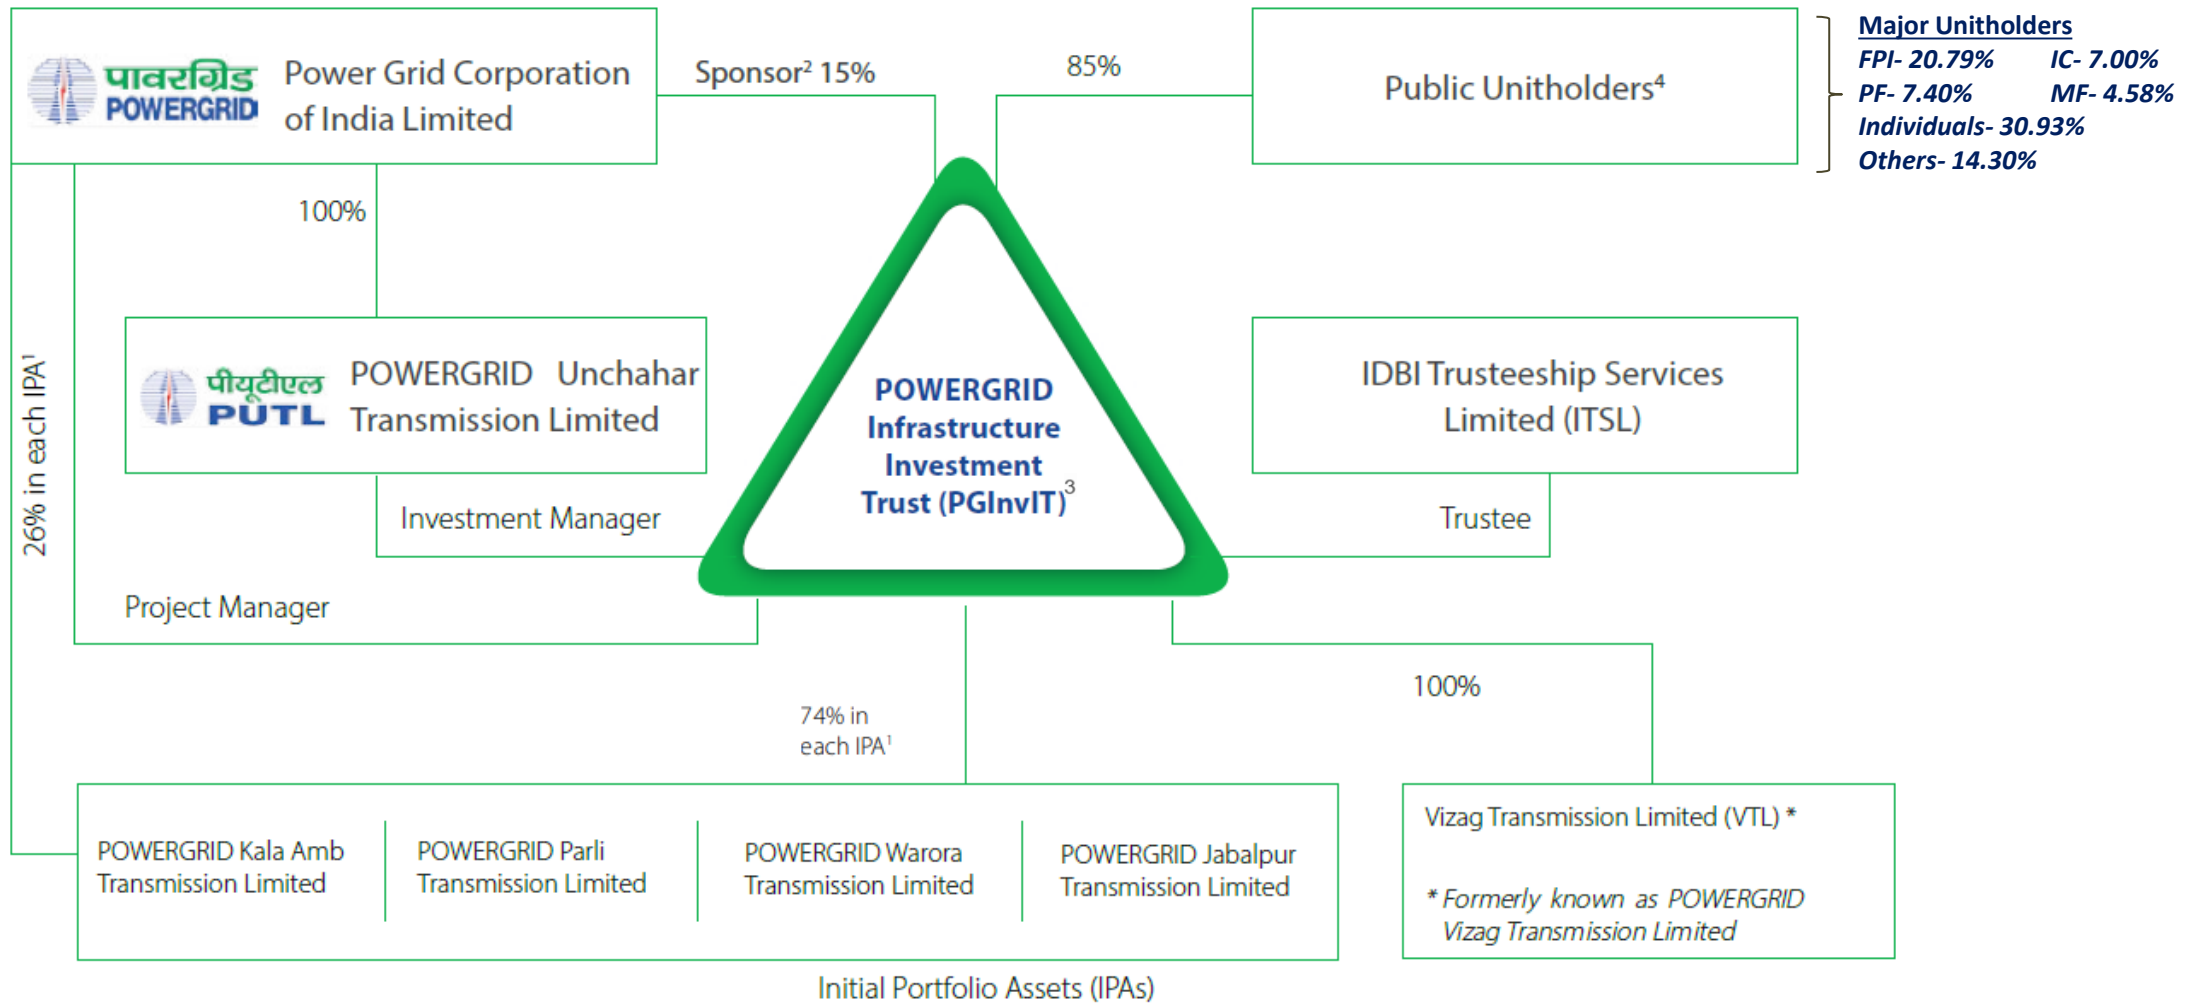 पावरग्रिड
POWERGRID
Power Grid Corporation
of India Limited
Sponsor² 15%
85%
Public Unitholders⁴
Major Unitholders
FPI- 20.79% IC- 7.00%
PF- 7.40% MF- 4.58%
Individuals- 30.93%
Others- 14.30%
100%
26% in each IPA¹
पीयूटीएल
PUTL
POWERGRID Unchahar
Transmission Limited
POWERGRID
Infrastructure
Investment
Trust (PGInvIT)³
IDBI Trusteeship Services
Limited (ITSL)
Investment Manager
Trustee
Project Manager
74% in
each IPA¹
100%
POWERGRID Kala Amb
Transmission Limited
POWERGRID Parli
Transmission Limited
POWERGRID Warora
Transmission Limited
POWERGRID Jabalpur
Transmission Limited
Vizag Transmission Limited (VTL) *
* Formerly known as POWERGRID
Vizag Transmission Limited
Initial Portfolio Assets (IPAs)